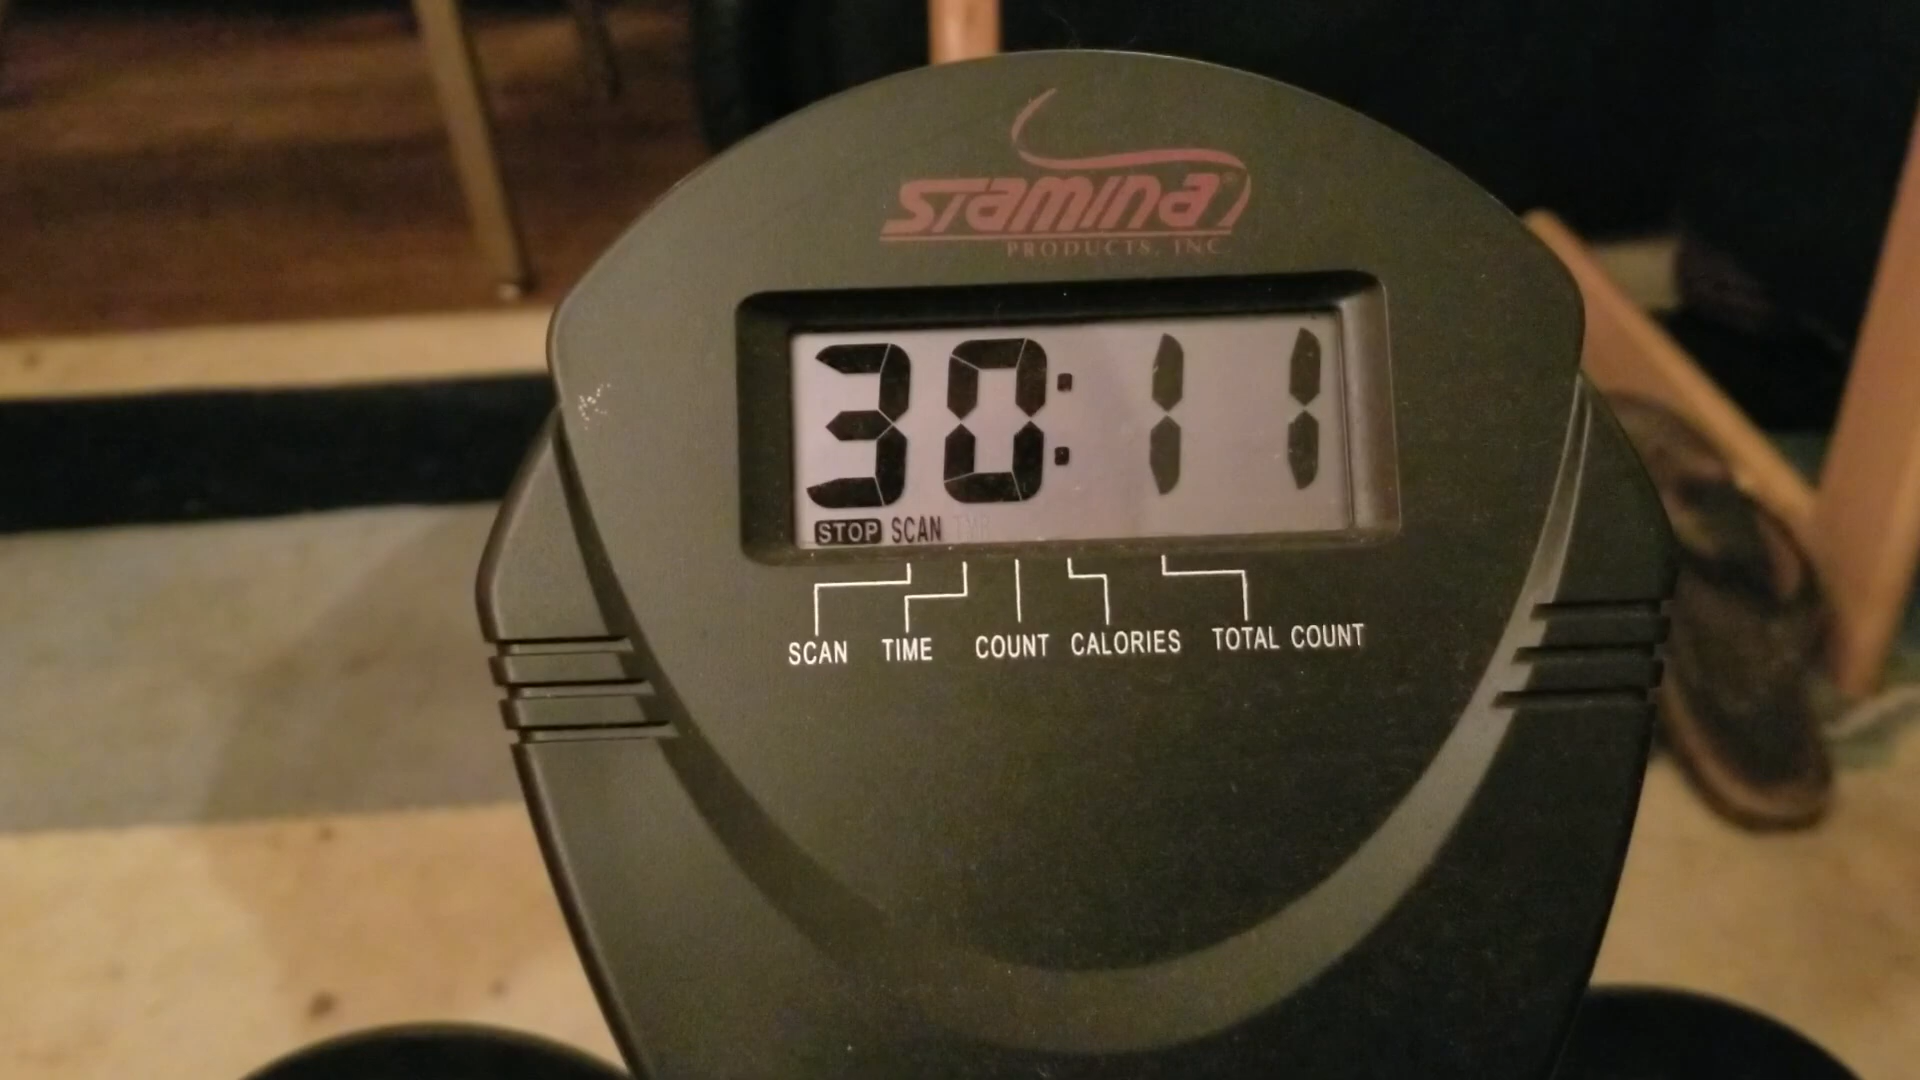 Stamina®
PRODUCTS, INC.
30:11
STOP SCAN
SCAN TIME COUNT CALORIES TOTAL COUNT